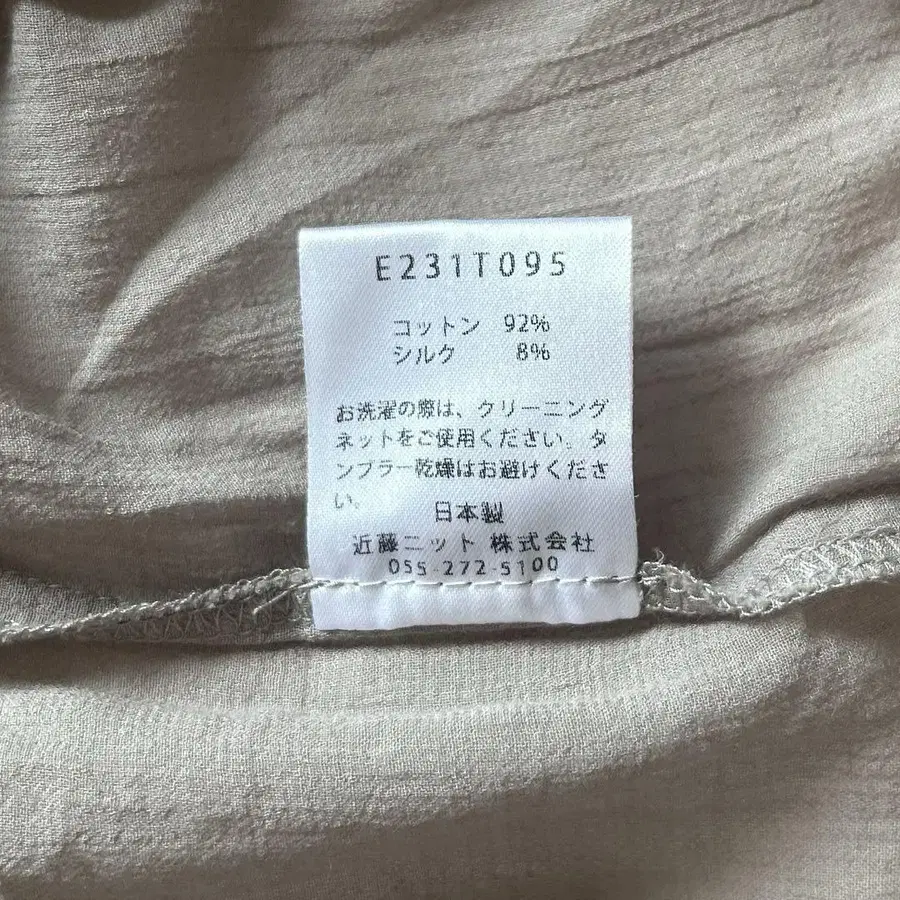 E231T095
コットン 92%
シルク 8%
お洗濯の際は、クリーニング
ネットをご使用ください。タ
ンブラー乾燥はお避けくださ
い。
日本製
近藤ニット 株式会社
055-272-5100